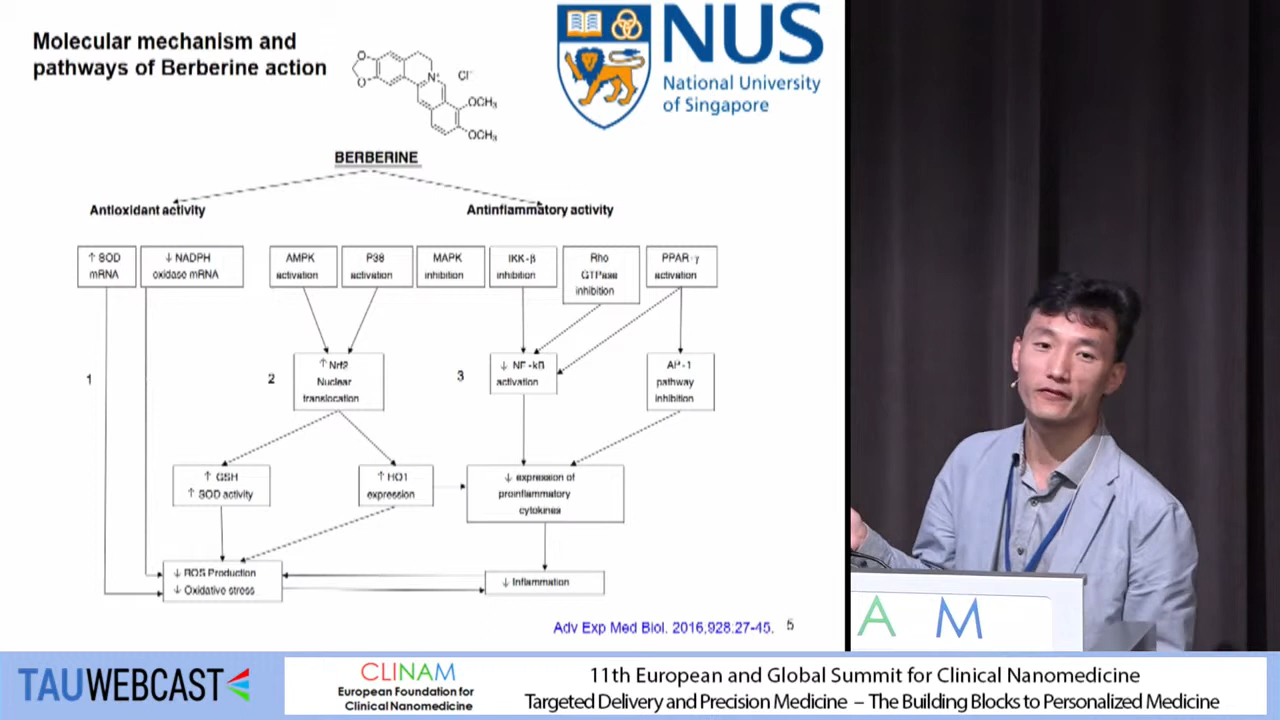 Molecular mechanism and
pathways of Berberine action
O
O
N+
Cl-
OCH3
OCH3
NUS
National University
of Singapore
BERBERINE
Antioxidant activity
Antinflammatory activity
↑ SOD
mRNA
↓ NADPH
oxidase mRNA
AMPK
activation
P38
activation
MAPK
inhibition
IKK-β
inhibition
Rho
GTPase
inhibition
PPAR-γ
activation
1
2
3
↑ Nrf2
Nuclear
translocation
↓ NF-kB
activation
AP-1
pathway
inhibition
↑ GSH
↑ SOD activity
↑ HO1
expression
↓ expression of
proinflammatory
cytokines
↓ ROS Production
↓ Oxidative stress
↓ Inflammation
Adv Exp Med Biol. 2016,928.27-45.
5
A M
TAUWEBCAST
CLINAM
European Foundation for
Clinical Nanomedicine
11th European and Global Summit for Clinical Nanomedicine
Targeted Delivery and Precision Medicine – The Building Blocks to Personalized Medicine